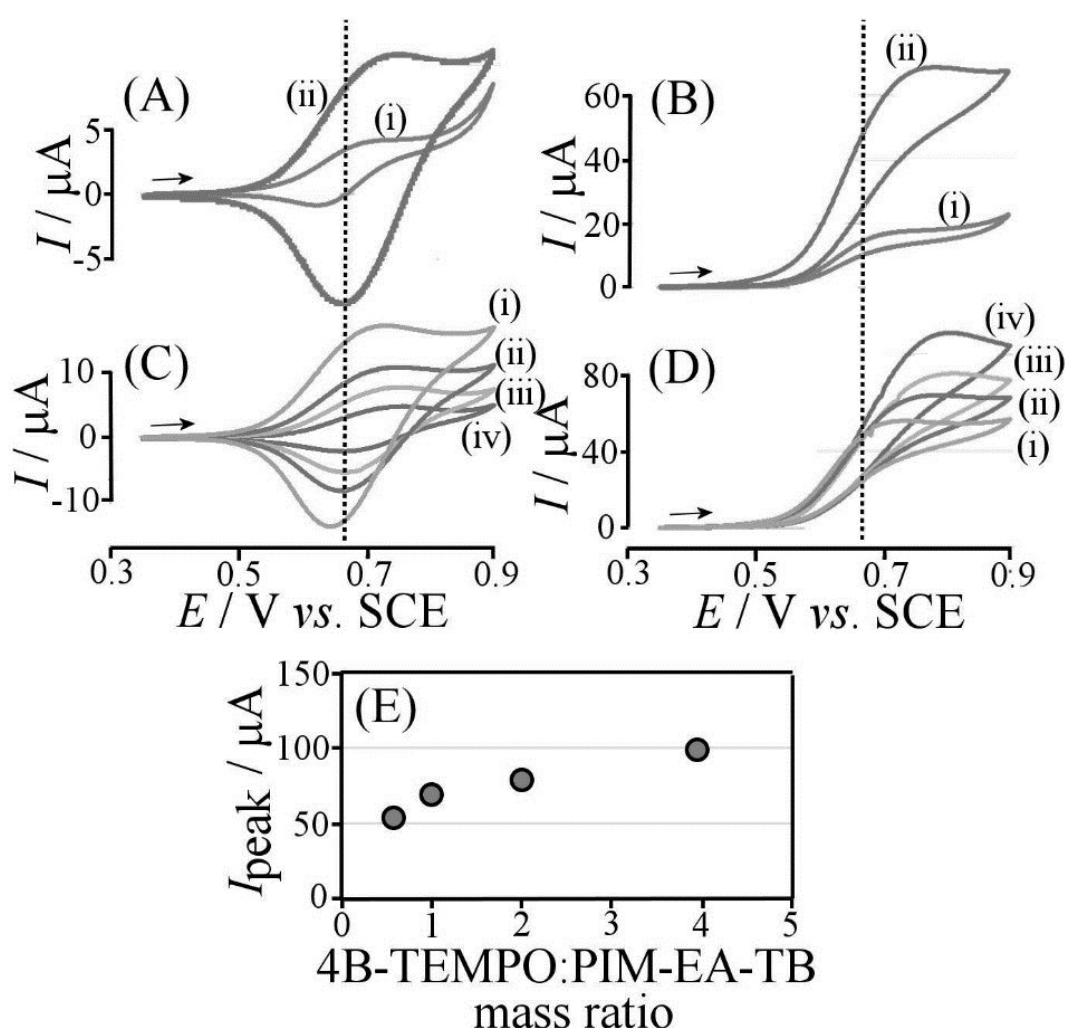 (A)
(ii)
(i)
5
0
-5
I / μA
(B)
(ii)
(i)
60
40
20
0
I / μA
(C)
(i)
(ii)
(iii)
(iv)
10
0
-10
I / μA
0.3 0.5 0.7 0.9
E / V vs. SCE
(D)
(iv)
(iii)
(ii)
(i)
80
40
0
I / μA
0.3 0.5 0.7 0.9
E / V vs. SCE
(E)
150
100
50
0
Ipeak / μA
0 1 2 3 4 5
4B-TEMPO:PIM-EA-TB
mass ratio